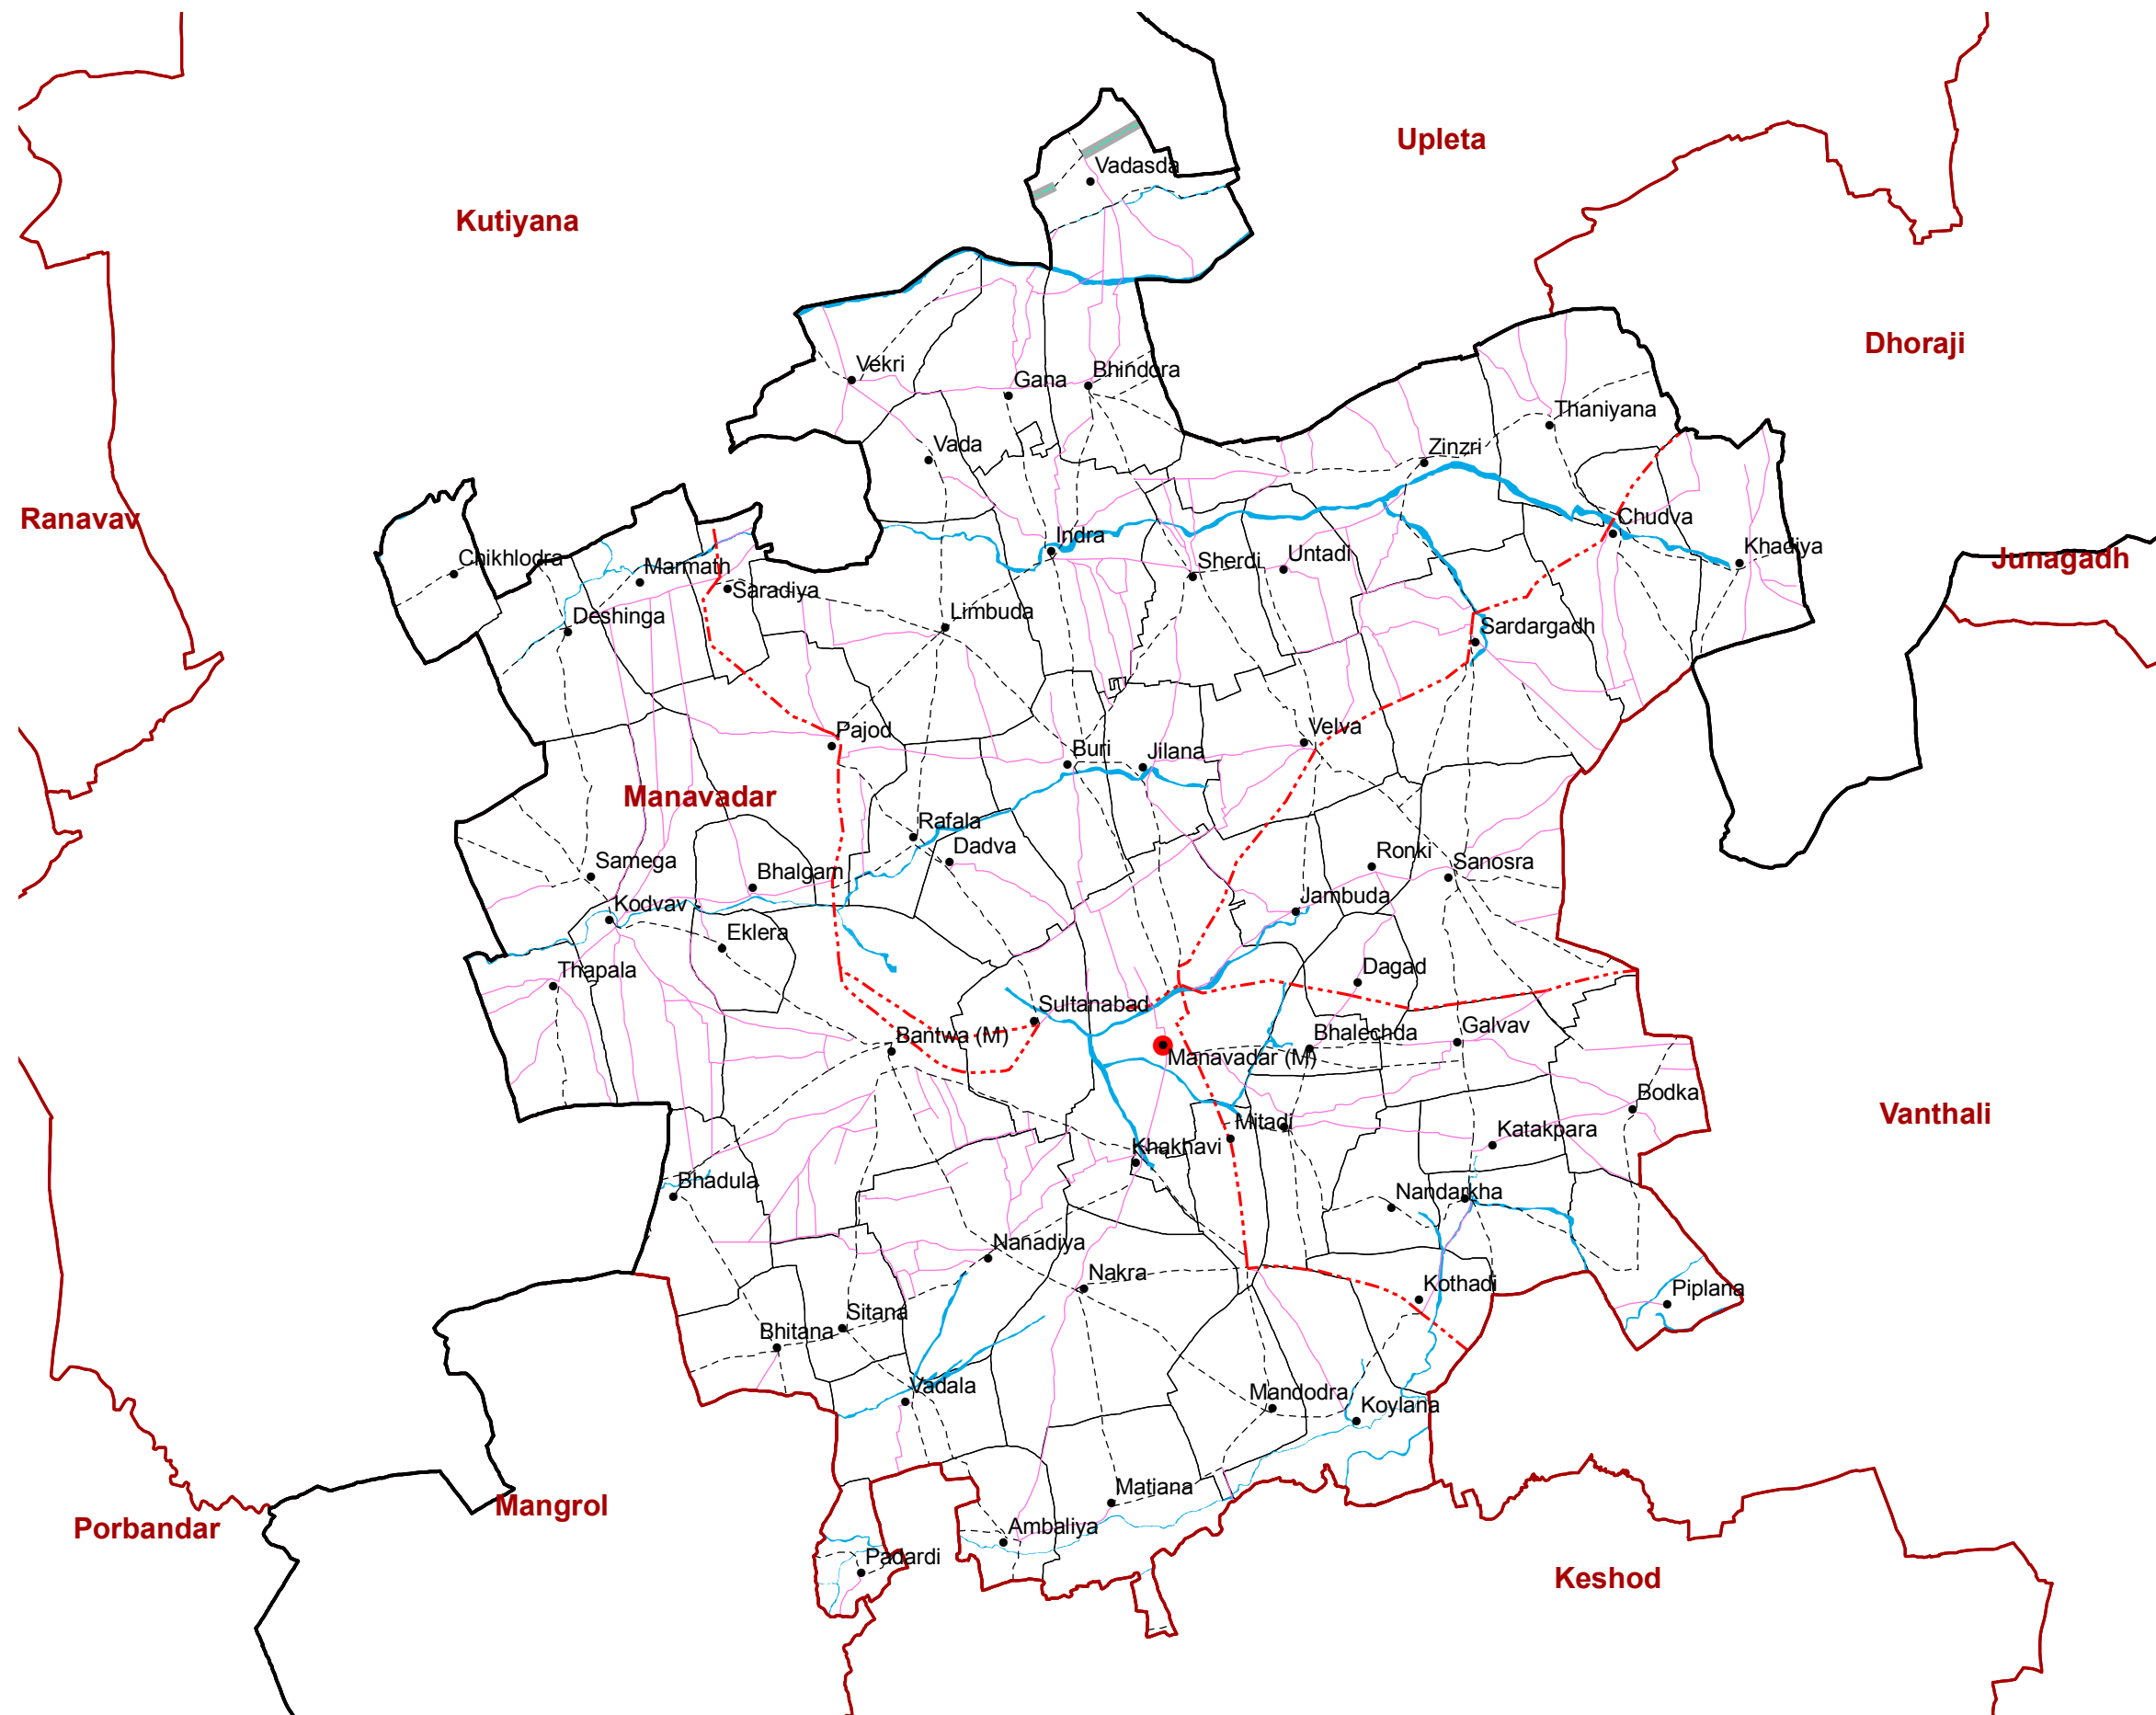 Upleta
Vadasda
Kutiyana
Dhoraji
Vekri
Gana
Bhindora
Thaniyana
Vada
Zinzri
Ranavav
Chudva
Indra
Khadiya
Chikhlodra
Marmath
Sherdi
Untadi
Junagadh
Saradiya
Deshinga
Limbuda
Sardargadh
Pajod
Velva
Buri
Jilana
Manavadar
Rafala
Dadva
Samega
Bhalgam
Ronki
Sanosra
Kodvav
Jambuda
Eklera
Thapala
Dagad
Sultanabad
Bantwa (M)
Bhalechda
Galvav
Manavadar (M)
Bodka
Vanthali
Mitadi
Katakpara
Khakhavi
Bhadula
Nandarkha
Nanadiya
Nakra
Kothadi
Piplana
Sitana
Bhitana
Vadala
Mandodra
Koylana
Matiana
Mangrol
Porbandar
Ambaliya
Padardi
Keshod